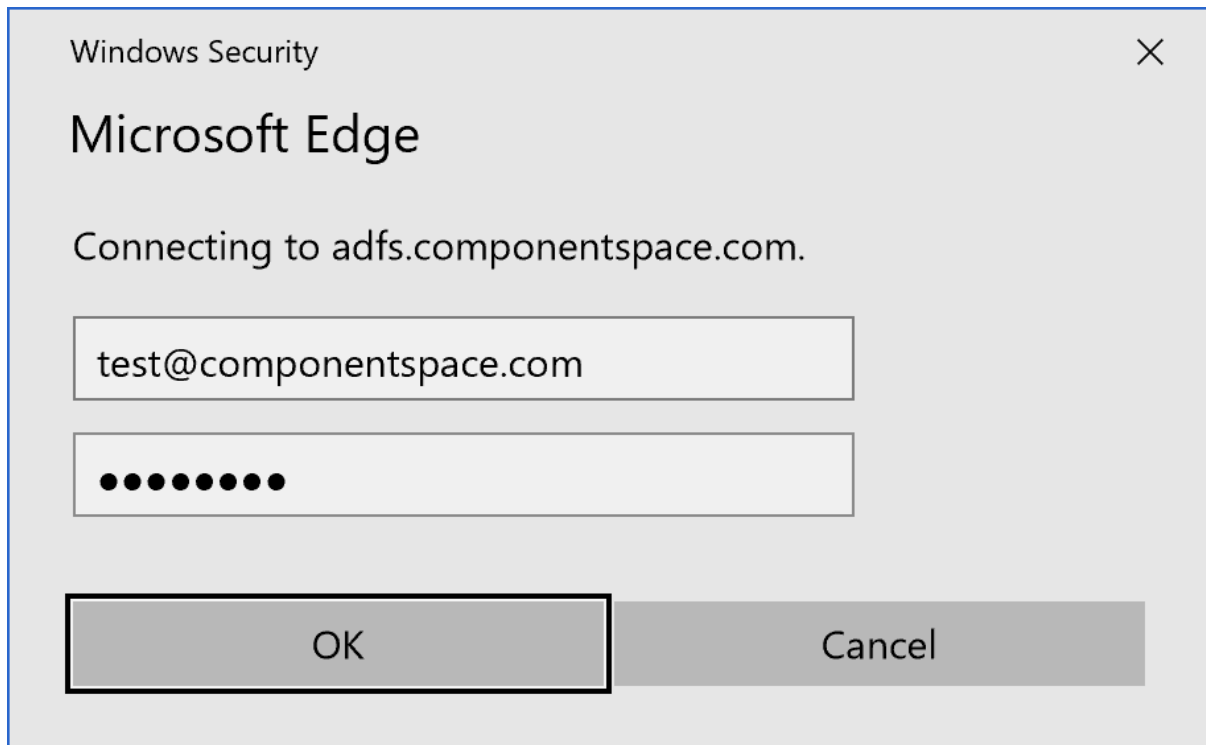 Windows Security
Microsoft Edge
Connecting to adfs.componentspace.com.
test@componentspace.com
●●●●●●●●
OK
Cancel